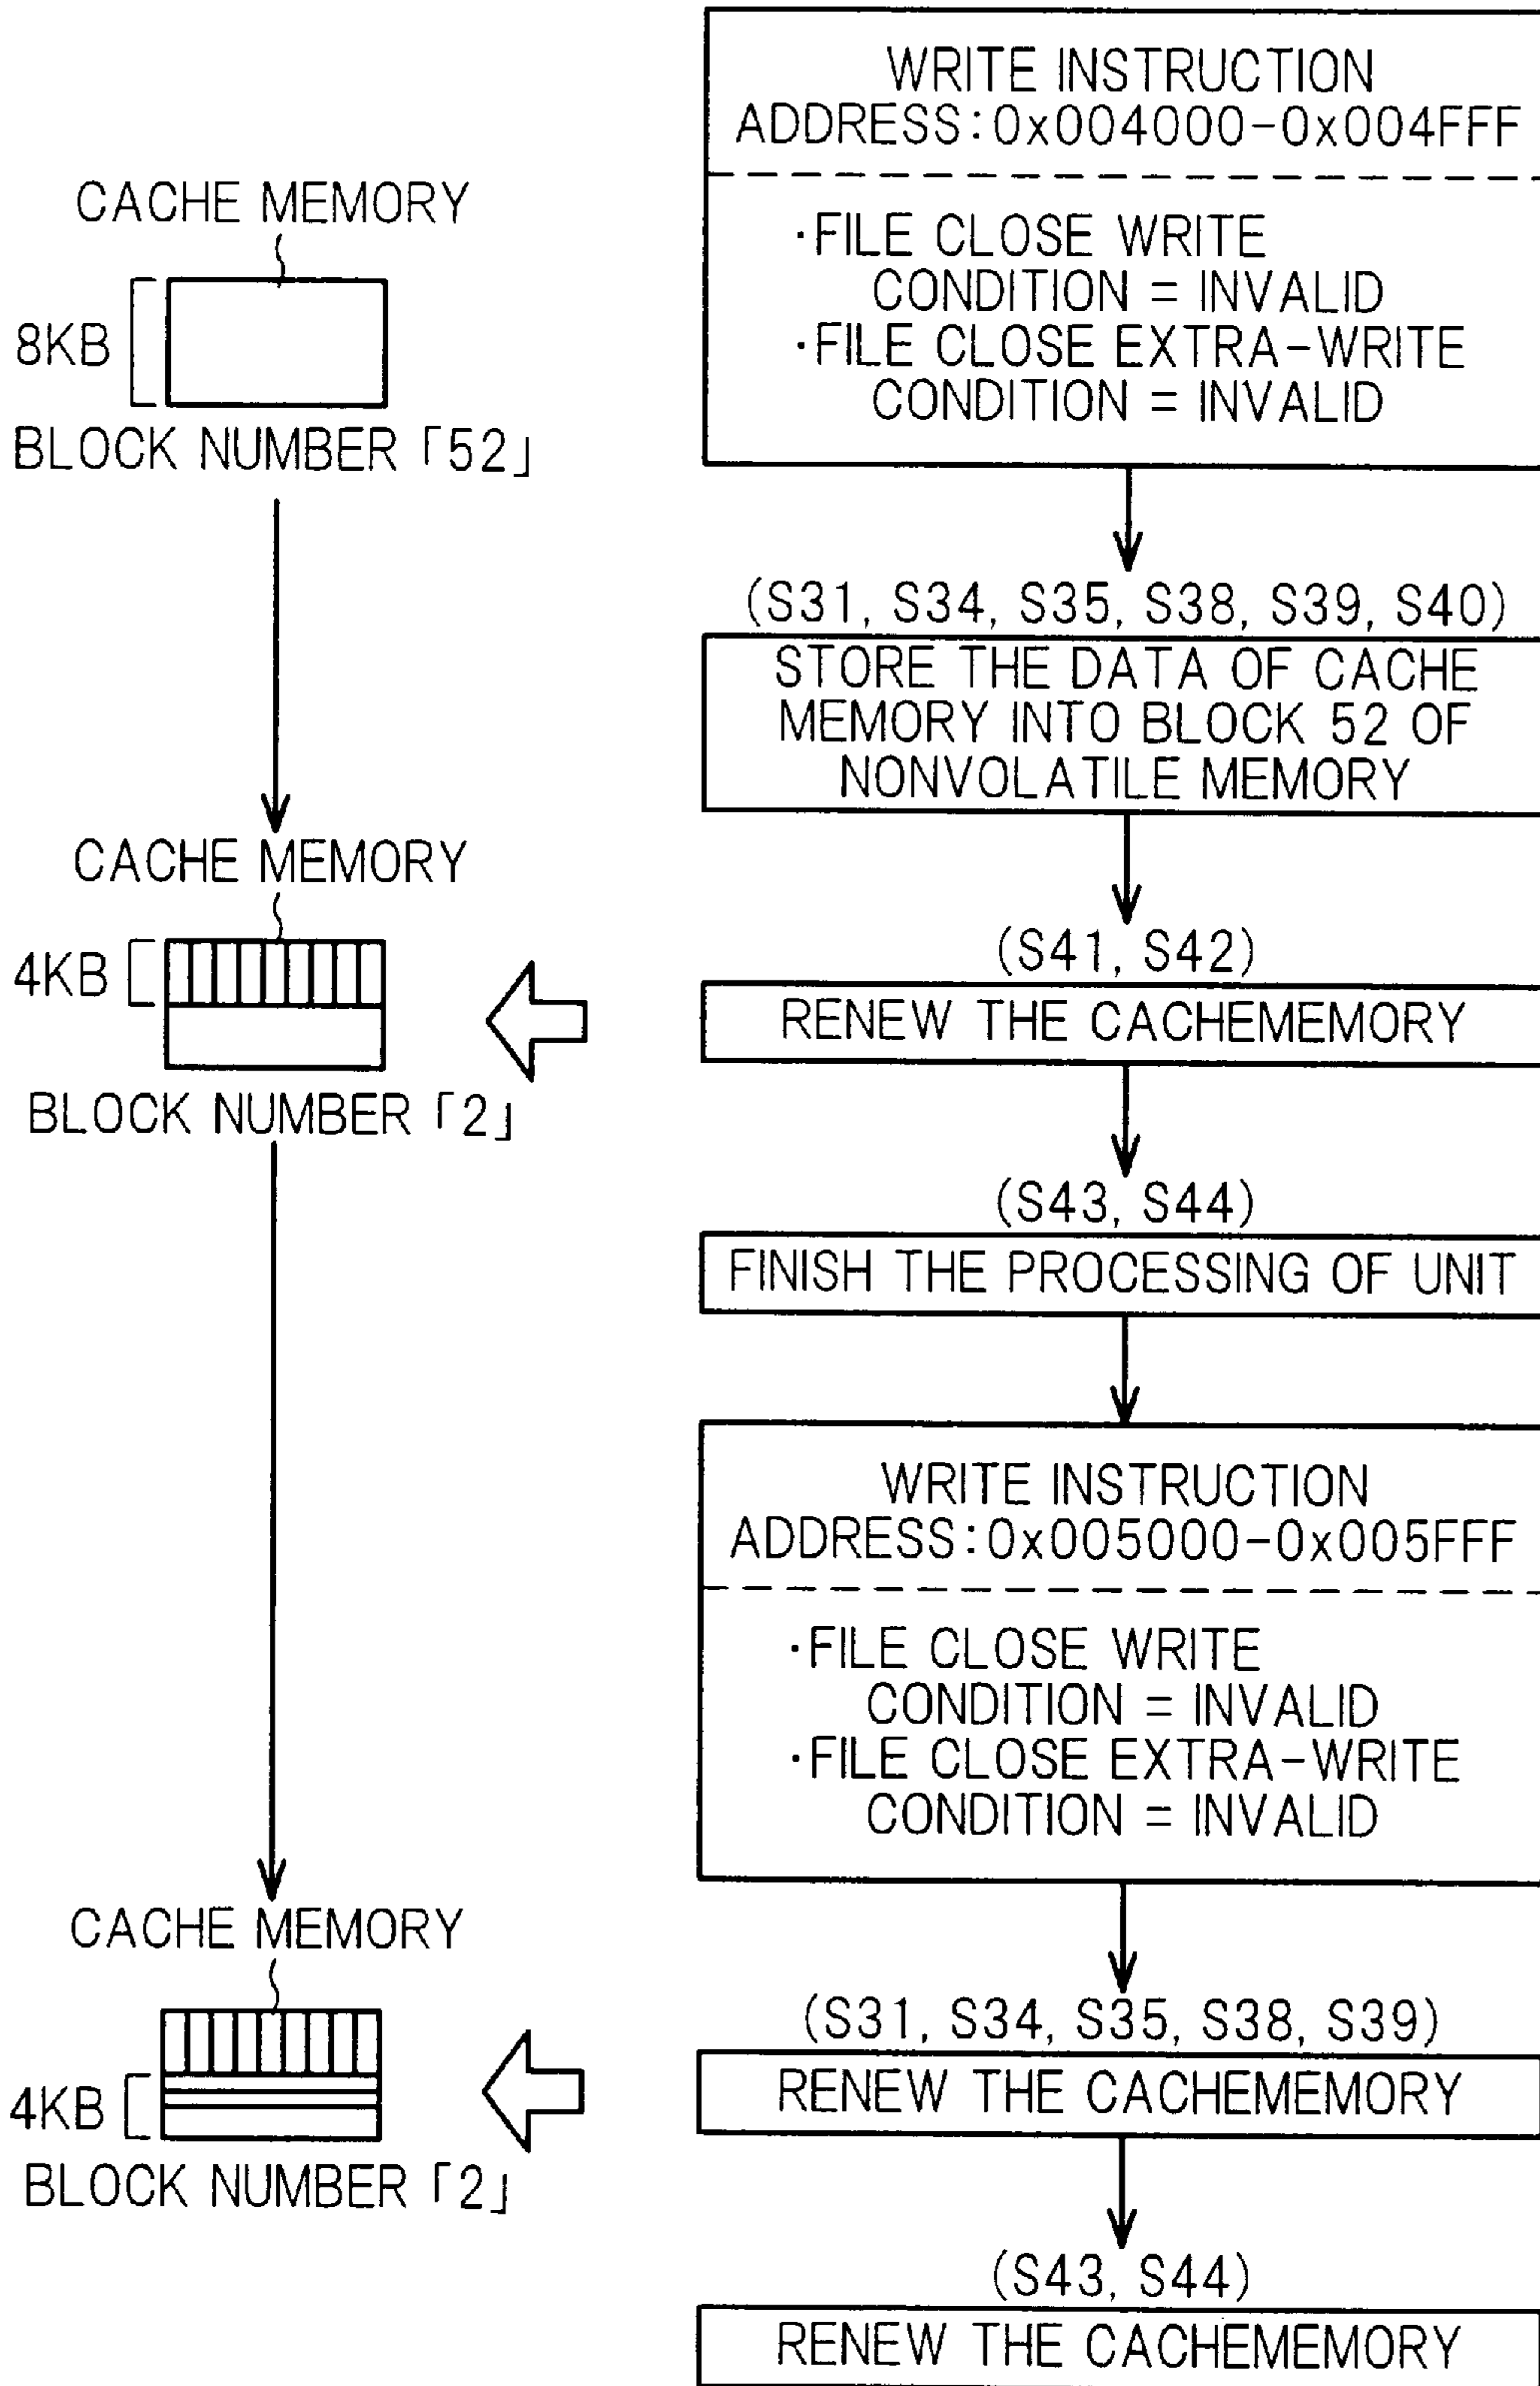 WRITE INSTRUCTION
ADDRESS:0x004000-0x004FFF
·FILE CLOSE WRITE
CONDITION = INVALID
·FILE CLOSE EXTRA-WRITE
CONDITION = INVALID
CACHE MEMORY
8KB
BLOCK NUMBER「52」
(S31, S34, S35, S38, S39, S40)
STORE THE DATA OF CACHE
MEMORY INTO BLOCK 52 OF
NONVOLATILE MEMORY
CACHE MEMORY
4KB
BLOCK NUMBER「2」
(S41, S42)
RENEW THE CACHEMEMORY
(S43, S44)
FINISH THE PROCESSING OF UNIT
WRITE INSTRUCTION
ADDRESS:0x005000-0x005FFF
·FILE CLOSE WRITE
CONDITION = INVALID
·FILE CLOSE EXTRA-WRITE
CONDITION = INVALID
CACHE MEMORY
4KB
BLOCK NUMBER「2」
(S31, S34, S35, S38, S39)
RENEW THE CACHEMEMORY
(S43, S44)
RENEW THE CACHEMEMORY